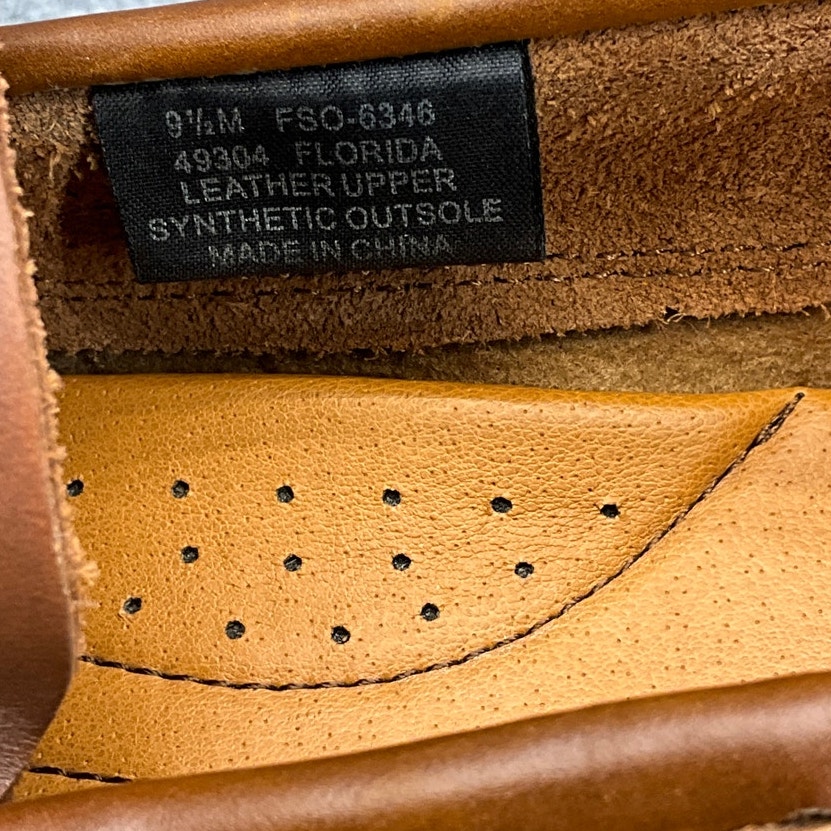 9½M FSO-6346
49304 FLORIDA
LEATHER UPPER
SYNTHETIC OUTSOLE
MADE IN CHINA